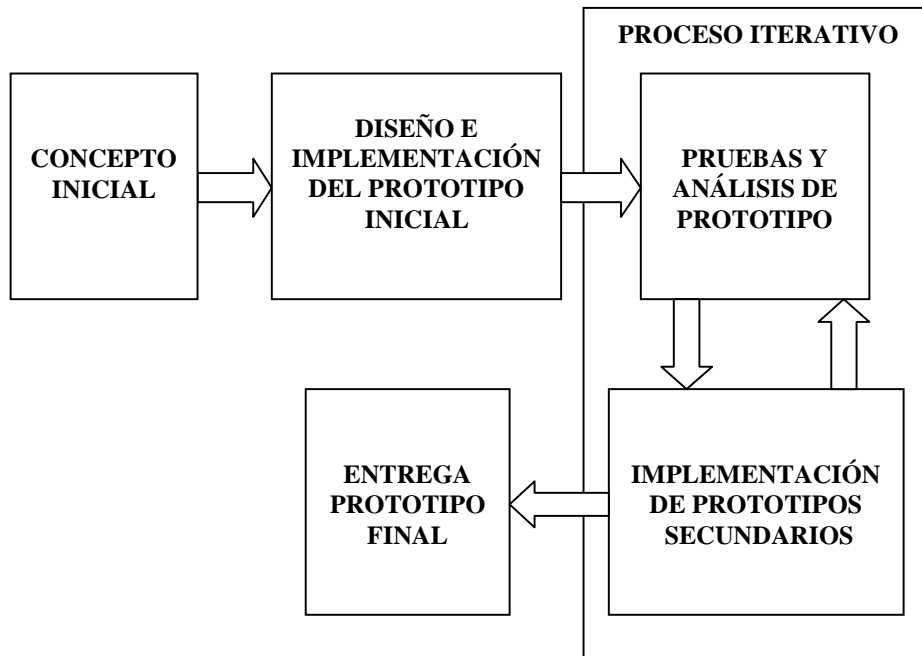 PROCESO ITERATIVO
CONCEPTO
INICIAL
DISEÑO E
IMPLEMENTACIÓN
DEL PROTOTIPO
INICIAL
PRUEBAS Y
ANÁLISIS DE
PROTOTIPO
ENTREGA
PROTOTIPO
FINAL
IMPLEMENTACIÓN
DE PROTOTIPOS
SECUNDARIOS